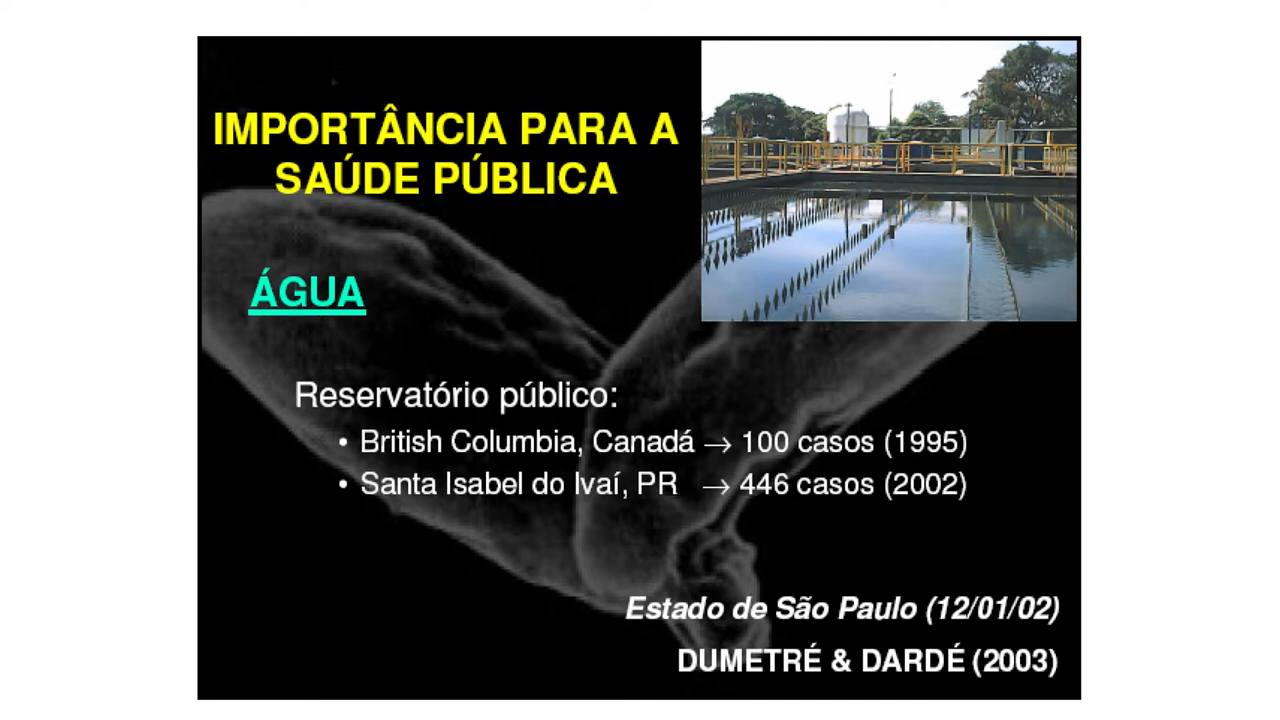 IMPORTÂNCIA PARA A
SAÚDE PÚBLICA
ÁGUA
Reservatório público:
• British Columbia, Canadá → 100 casos (1995)
• Santa Isabel do Ivaí, PR → 446 casos (2002)
Estado de São Paulo (12/01/02)
DUMETRÉ & DARDÉ (2003)